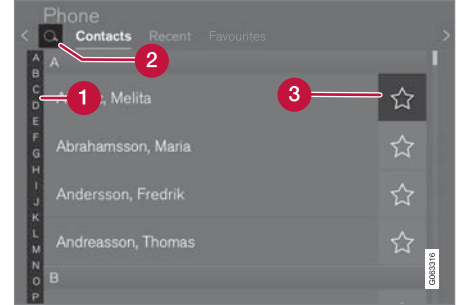 Phone
Contacts Recent Favourites
2
A
A
B
C
D
E
F
G
H
I
J
K
L
M
N
O
P
1
Melita
3
Abrahamsson, Maria
Andersson, Fredrik
Andreasson, Thomas
B
G063316